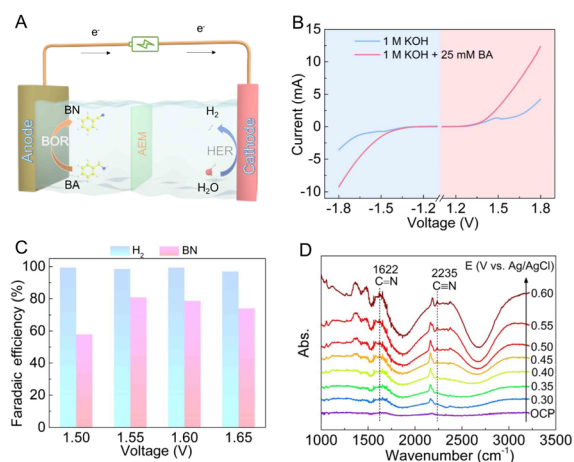 A
e⁻
e⁻
BN
H₂
Anode
BOR
AEM
HER
Cathode
BA
H₂O
B
1 M KOH
1 M KOH + 25 mM BA
Current (mA)
15
10
5
0
-5
-10
-1.8 -1.5 -1.2 1.2 1.5 1.8
Voltage (V)
C
H₂ BN
Faradaic efficiency (%)
100
80
60
40
20
0
1.50 1.55 1.60 1.65
Voltage (V)
D
1622 2235 E (V vs. Ag/AgCl)
C=N C≡N
0.60
0.55
0.50
0.45
0.40
0.35
0.30
OCP
Abs.
1000 1500 2000 2500 3000 3500
Wavenumber (cm⁻¹)